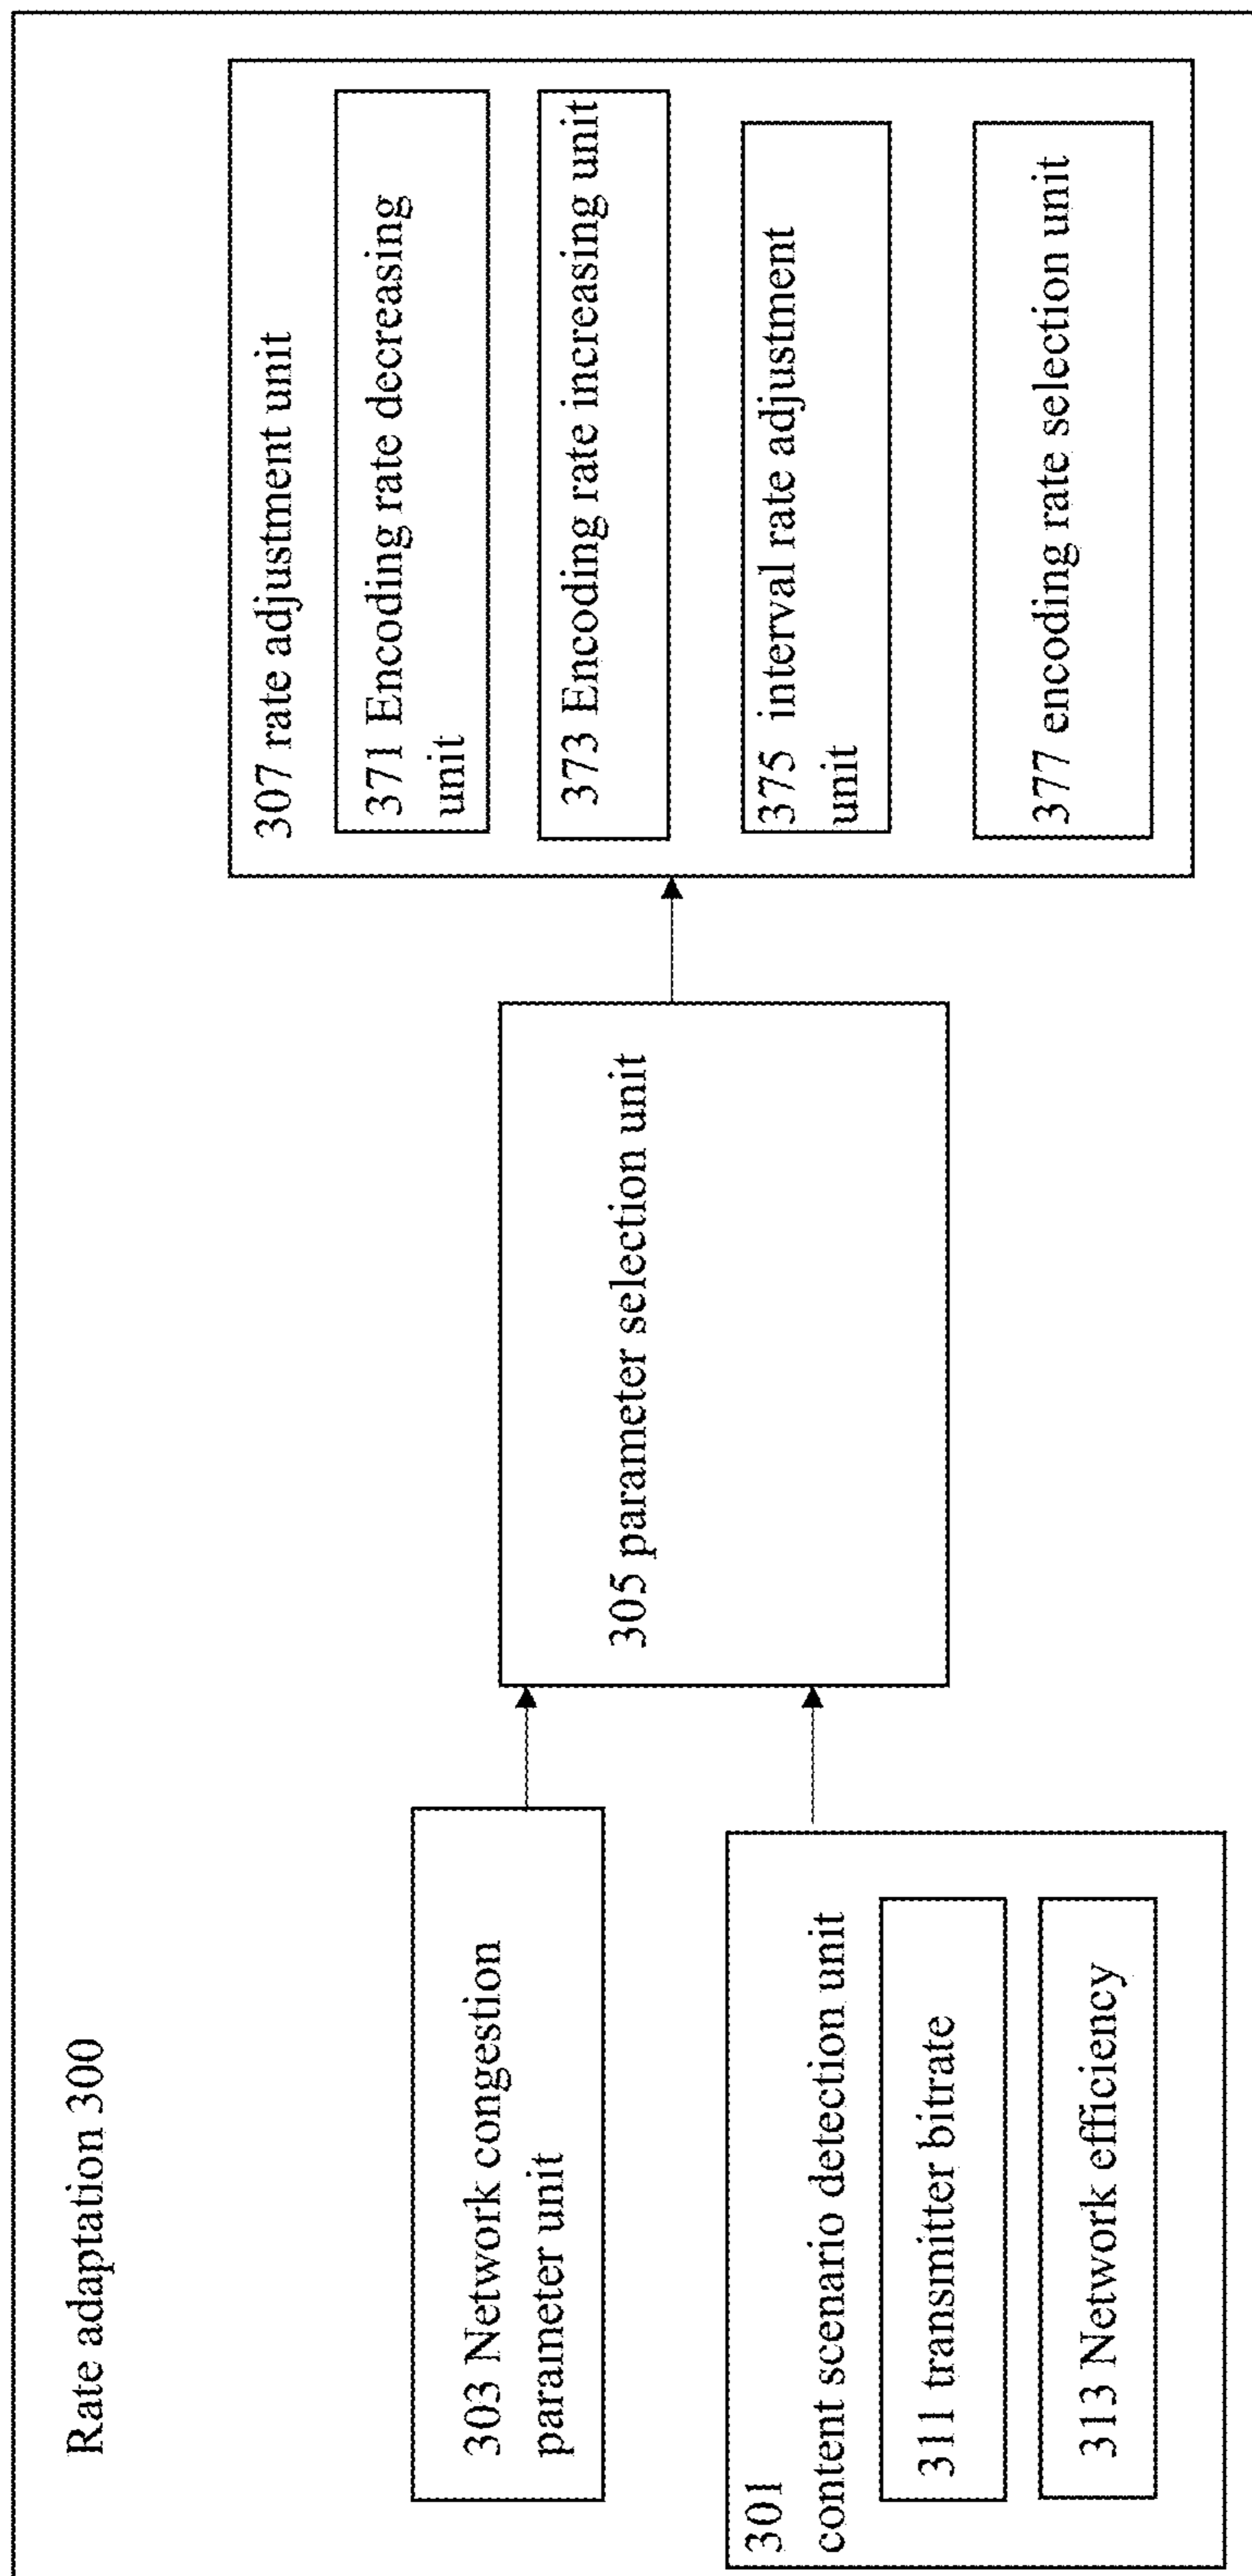 Rate adaptation 300
303 Network congestion
parameter unit
301
content scenario detection unit
311 transmitter bitrate
313 Network efficiency
305 parameter selection unit
307 rate adjustment unit
371 Encoding rate decreasing
unit
373 Encoding rate increasing unit
375 interval rate adjustment
unit
377 encoding rate selection unit